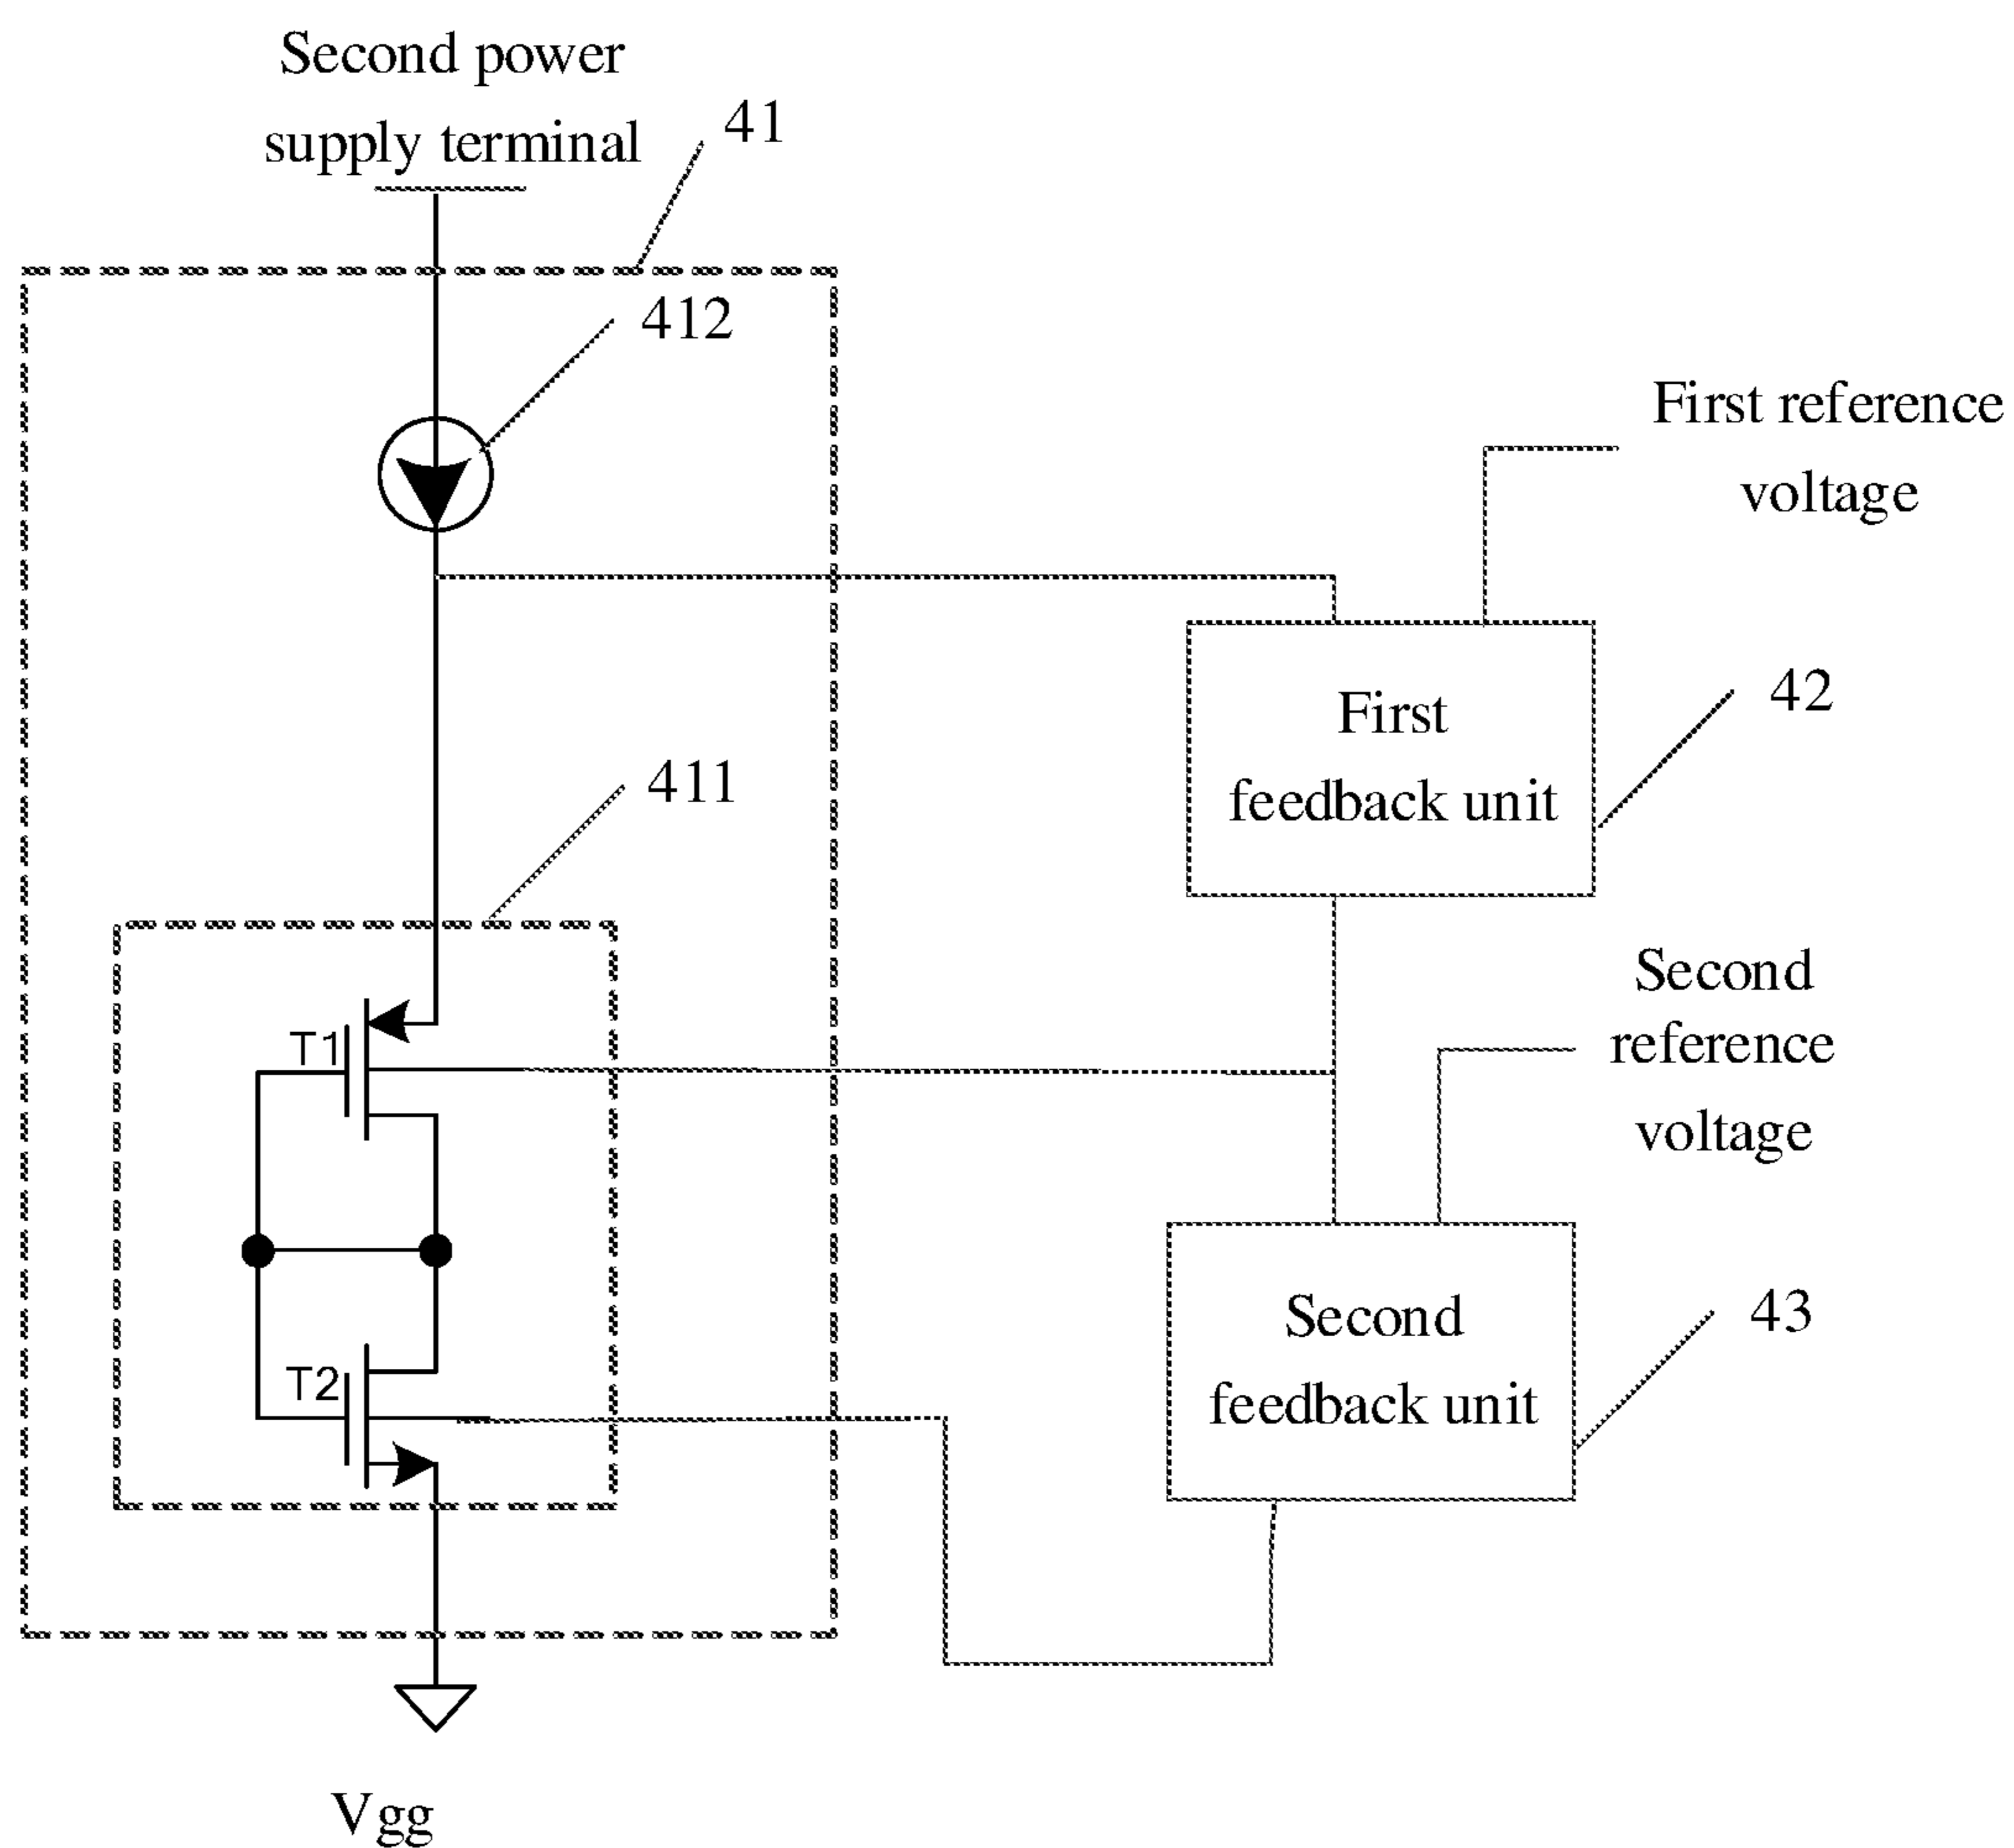 Second power
supply terminal
41
412
First reference
voltage
First
feedback unit
42
411
Second
reference
voltage
T1
Second
feedback unit
43
T2
Vgg